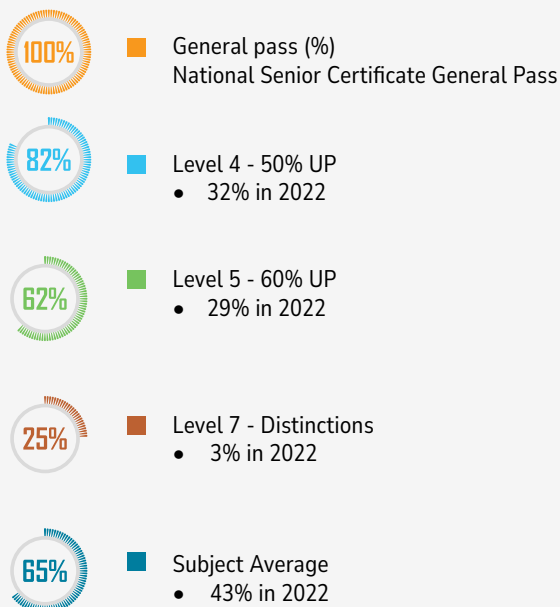 100%
General pass (%)
National Senior Certificate General Pass
82%
Level 4 - 50% UP
• 32% in 2022
62%
Level 5 - 60% UP
• 29% in 2022
25%
Level 7 - Distinctions
• 3% in 2022
65%
Subject Average
• 43% in 2022